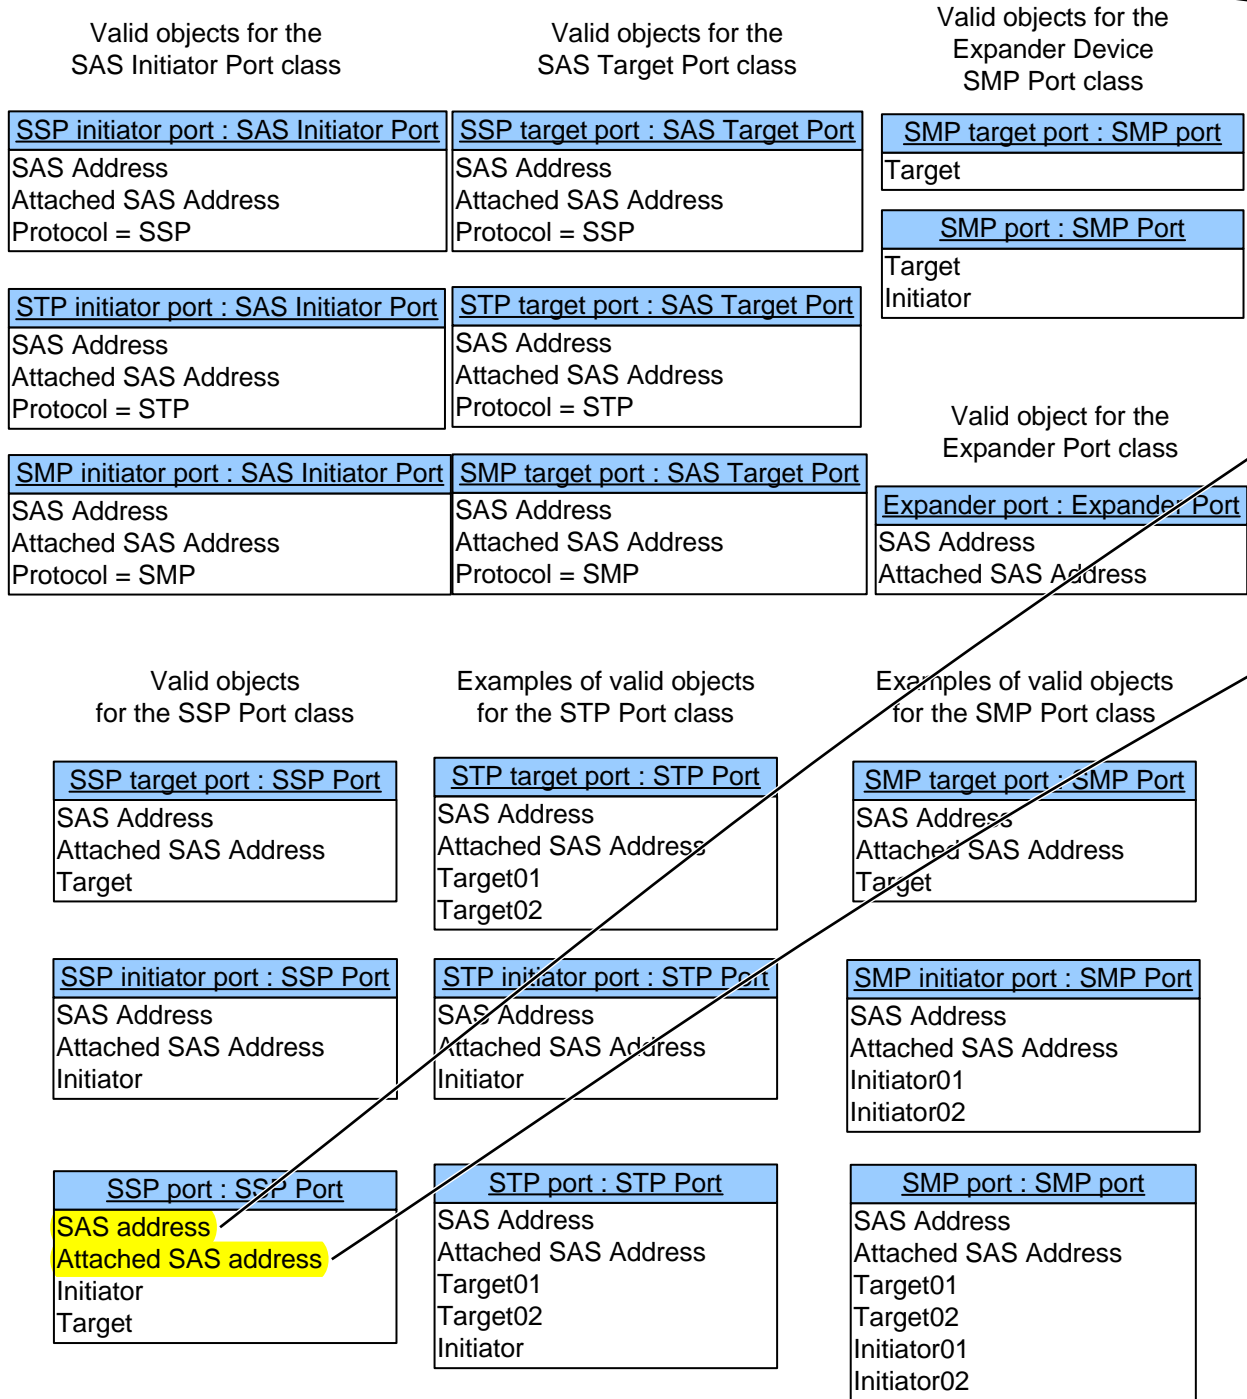 Valid objects for the
SAS Initiator Port class
SSP initiator port : SAS Initiator Port
SAS Address
Attached SAS Address
Protocol = SSP
STP initiator port : SAS Initiator Port
SAS Address
Attached SAS Address
Protocol = STP
SMP initiator port : SAS Initiator Port
SAS Address
Attached SAS Address
Protocol = SMP
Valid objects for the
SAS Target Port class
SSP target port : SAS Target Port
SAS Address
Attached SAS Address
Protocol = SSP
STP target port : SAS Target Port
SAS Address
Attached SAS Address
Protocol = STP
SMP target port : SAS Target Port
SAS Address
Attached SAS Address
Protocol = SMP
Valid objects for the
Expander Device
SMP Port class
SMP target port : SMP port
Target
SMP port : SMP Port
Target
Initiator
Valid object for the
Expander Port class
Expander port : Expander Port
SAS Address
Attached SAS Address
Valid objects
for the SSP Port class
SSP target port : SSP Port
SAS Address
Attached SAS Address
Target
SSP initiator port : SSP Port
SAS Address
Attached SAS Address
Initiator
SSP port : SSP Port
SAS address
Attached SAS address
Initiator
Target
Examples of valid objects
for the STP Port class
STP target port : STP Port
SAS Address
Attached SAS Address
Target01
Target02
STP initiator port : STP Port
SAS Address
Attached SAS Address
Initiator
STP port : STP Port
SAS Address
Attached SAS Address
Target01
Target02
Initiator
Examples of valid objects
for the SMP Port class
SMP target port : SMP Port
SAS Address
Attached SAS Address
Target
SMP initiator port : SMP Port
SAS Address
Attached SAS Address
Initiator01
Initiator02
SMP port : SMP port
SAS Address
Attached SAS Address
Target01
Target02
Initiator01
Initiator02